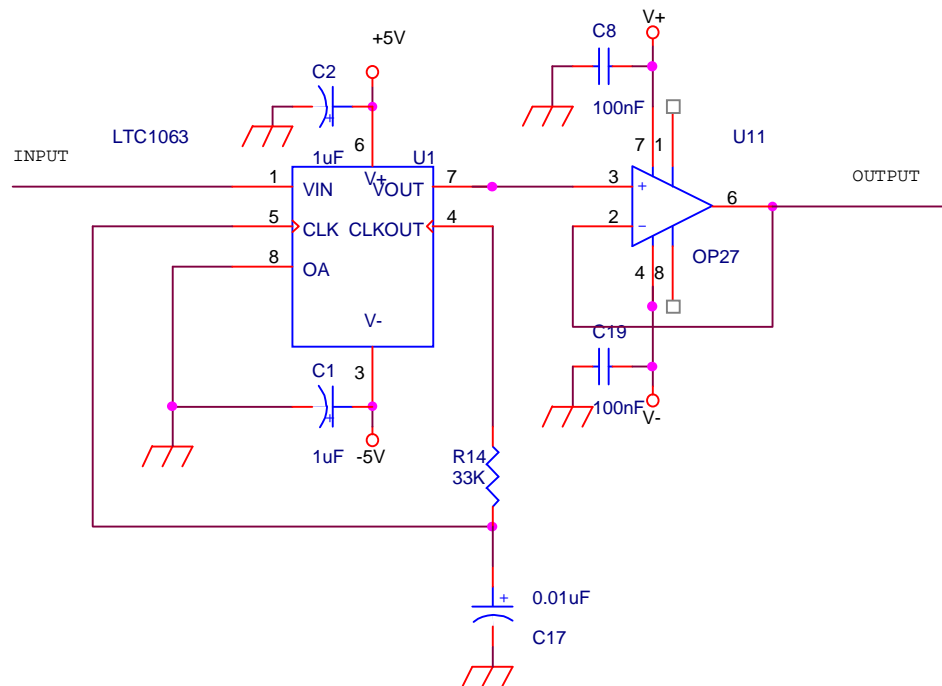 V+
C8
+5V
C2
100nF
LTC1063
6
1uF
U1
7
1
U11
INPUT
OUTPUT
1
VIN
V+
VOUT
7
3
+
6
5
CLK
CLKOUT
4
2
−
8
OA
OP27
4
8
V-
C19
3
C1
100nF
V-
1uF
-5V
R14
33K
+
0.01uF
C17
+
+